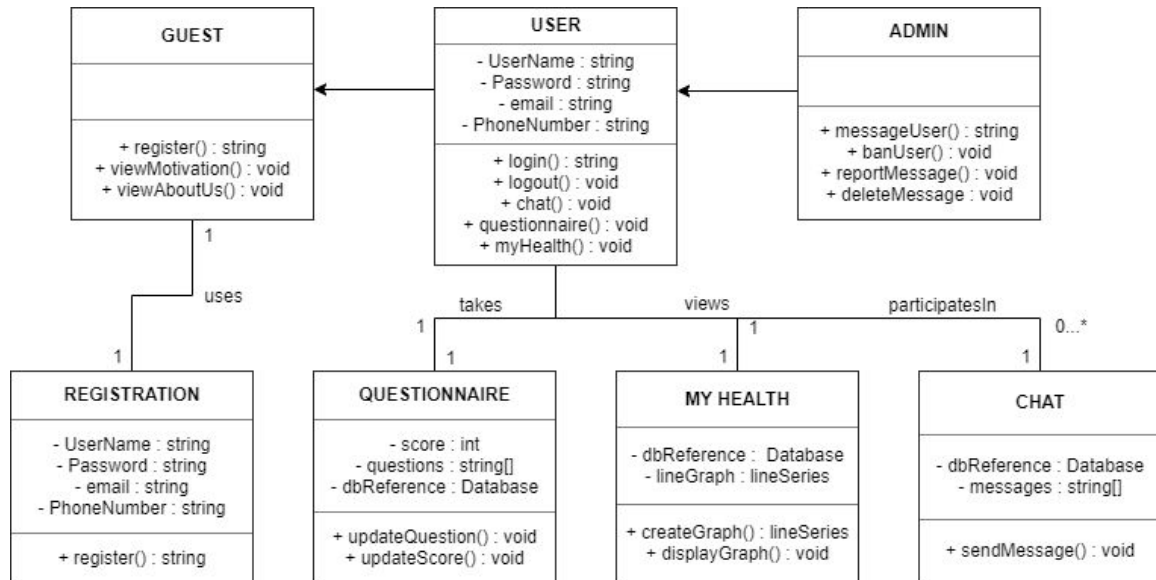 GUEST
- 
+ register() : string
+ viewMotivation() : void
+ viewAboutUs() : void
USER
- UserName : string
- Password : string
- email : string
- PhoneNumber : string
+ login() : string
+ logout() : void
+ chat() : void
+ questionnaire() : void
+ myHealth() : void
ADMIN
+ messageUser() : string
+ banUser() : void
+ reportMessage() : void
+ deleteMessage : void
1
uses
1
takes
1
1
views
1
1
participatesIn
0...*
1
REGISTRATION
- UserName : string
- Password : string
- email : string
- PhoneNumber : string
+ register() : string
QUESTIONNAIRE
- score : int
- questions : string[]
- dbReference : Database
+ updateQuestion() : void
+ updateScore() : void
MY HEALTH
- dbReference : Database
- lineGraph : lineSeries
+ createGraph() : lineSeries
+ displayGraph() : void
CHAT
- dbReference : Database
- messages : string[]
+ sendMessage() : void